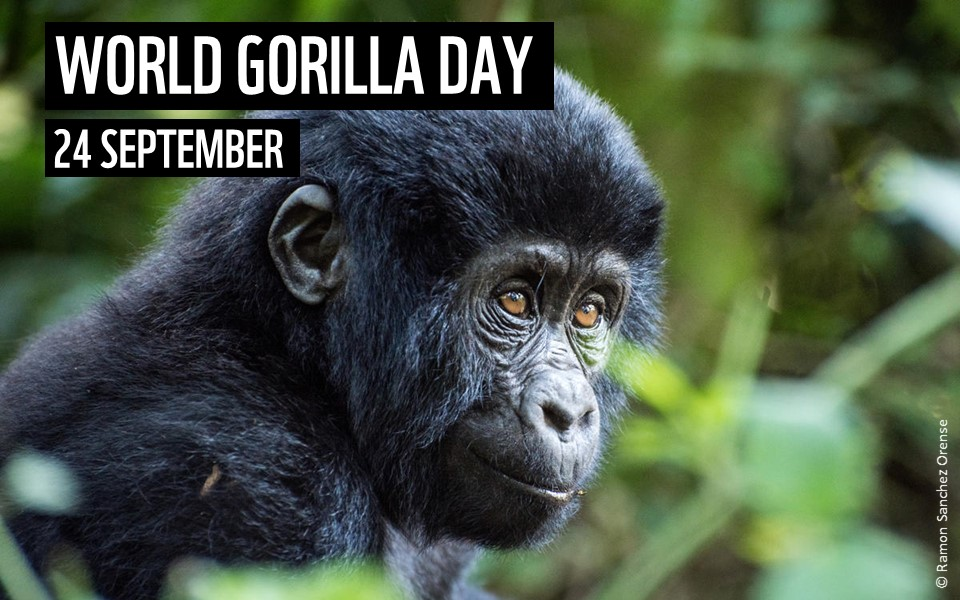 WORLD GORILLA DAY
24 SEPTEMBER
© Ramon Sanchez Orense